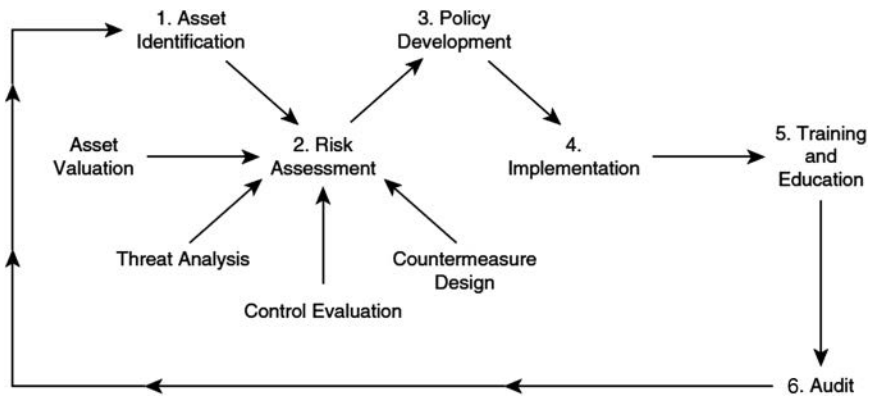 1. Asset
Identification
3. Policy
Development
Asset
Valuation
2. Risk
Assessment
4.
Implementation
5. Training
and
Education
Threat Analysis
Control Evaluation
Countermeasure
Design
6. Audit